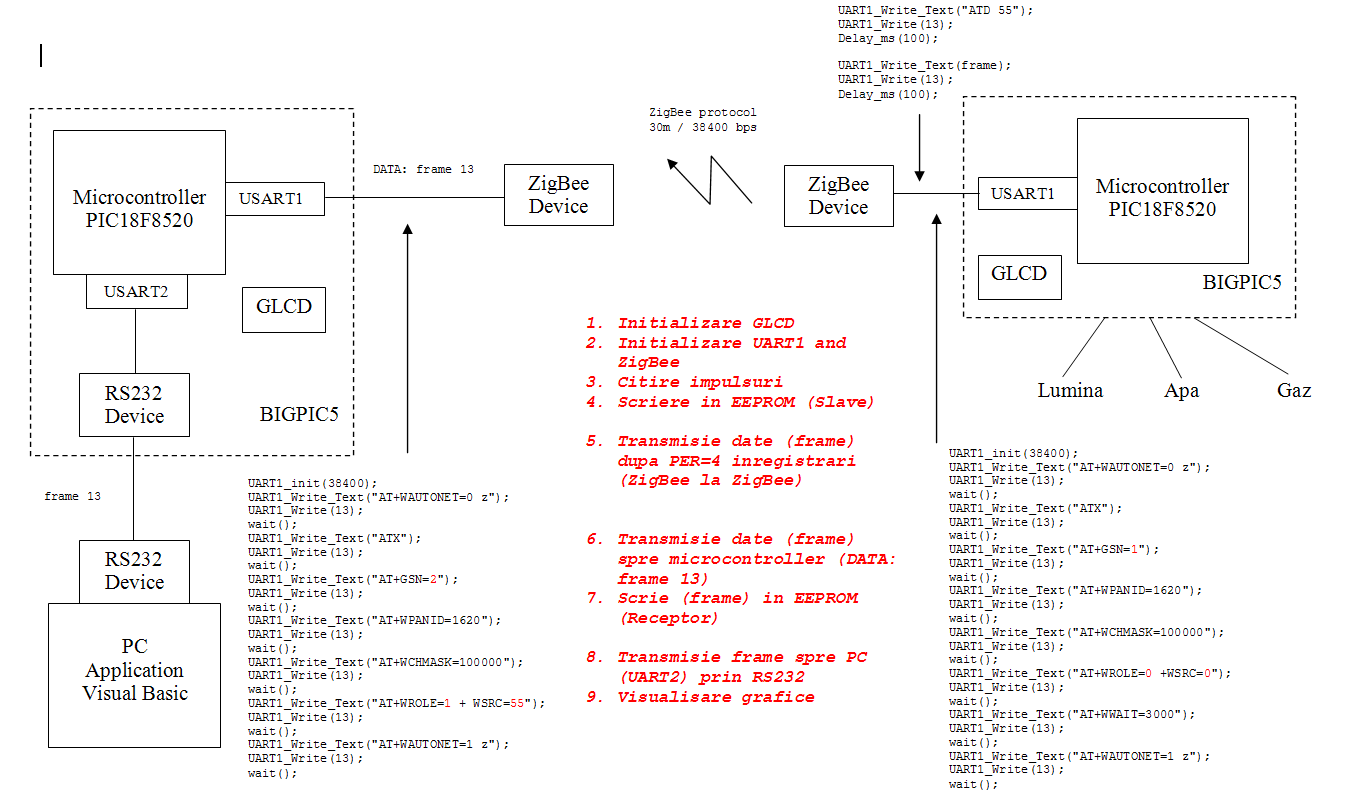 UART1_Write_Text("ATD 55");
UART1_Write(13);
Delay_ms(100);
UART1_Write_Text(frame);
UART1_Write(13);
Delay_ms(100);
ZigBee protocol
30m / 38400 bps
DATA: frame 13
Microcontroller
PIC18F8520
USART1
USART2
GLCD
RS232
Device
BIGPIC5
ZigBee
Device
ZigBee
Device
USART1
Microcontroller
PIC18F8520
GLCD
BIGPIC5
Lumina
Apa
Gaz
frame 13
RS232
Device
PC
Application
Visual Basic
UART1_init(38400);
UART1_Write_Text("AT+WAUTONET=0 z");
UART1_Write(13);
wait();
UART1_Write_Text("ATX");
UART1_Write(13);
wait();
UART1_Write_Text("AT+GSN=2");
UART1_Write(13);
wait();
UART1_Write_Text("AT+WPANID=1620");
UART1_Write(13);
wait();
UART1_Write_Text("AT+WCHMASK=100000");
UART1_Write(13);
wait();
UART1_Write_Text("AT+WROLE=1 + WSRC=55");
UART1_Write(13);
wait();
UART1_Write_Text("AT+WAUTONET=1 z");
UART1_Write(13);
wait();
1. Initializare GLCD
2. Initializare UART1 and
ZigBee
3. Citire impulsuri
4. Scriere in EEPROM (Slave)
5. Transmisie date (frame)
dupa PER=4 inregistrari
(ZigBee la ZigBee)
6. Transmisie date (frame)
spre microcontroller (DATA:
frame 13)
7. Scrie (frame) in EEPROM
(Receptor)
8. Transmisie frame spre PC
(UART2) prin RS232
9. Visualisare grafice
UART1_init(38400);
UART1_Write_Text("AT+WAUTONET=0 z");
UART1_Write(13);
wait();
UART1_Write_Text("ATX");
UART1_Write(13);
wait();
UART1_Write_Text("AT+GSN=1");
UART1_Write(13);
wait();
UART1_Write_Text("AT+WPANID=1620");
UART1_Write(13);
wait();
UART1_Write_Text("AT+WCHMASK=100000");
UART1_Write(13);
wait();
UART1_Write_Text("AT+WROLE=0 +WSRC=0");
UART1_Write(13);
wait();
UART1_Write_Text("AT+WWAIT=3000");
UART1_Write(13);
wait();
UART1_Write_Text("AT+WAUTONET=1 z");
UART1_Write(13);
wait();